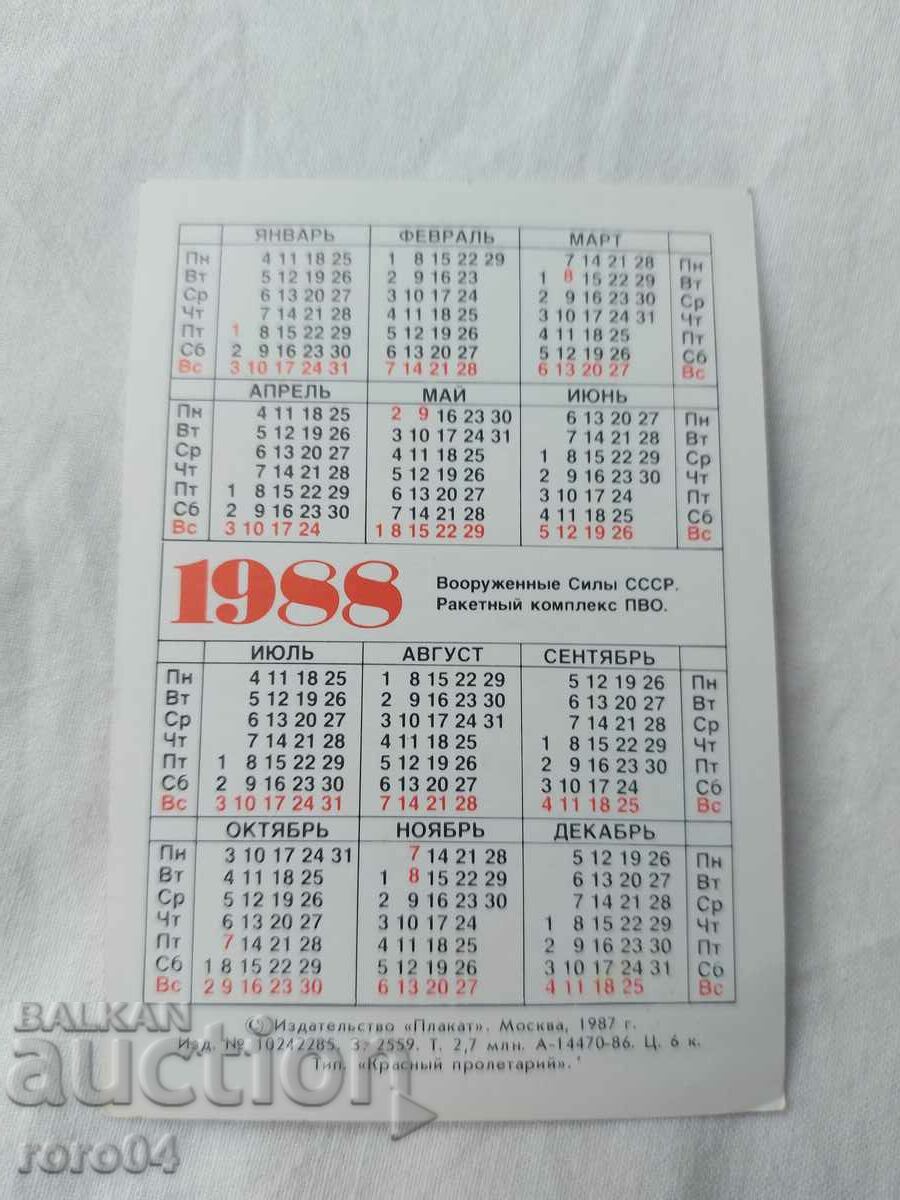 ЯНВАРЬ ФЕВРАЛЬ МАРТ
Пн 4 11 18 25 1 8 15 22 29 7 14 21 28 Пн
Вт 5 12 19 26 2 9 16 23 1 8 15 22 29 Вт
Ср 6 13 20 27 3 10 17 24 2 9 16 23 30 Ср
Чт 7 14 21 28 4 11 18 25 3 10 17 24 31 Чт
Пт 1 8 15 22 29 5 12 19 26 4 11 18 25 Пт
Сб 2 9 16 23 30 6 13 20 27 5 12 19 26 Сб
Вс 3 10 17 24 31 7 14 21 28 6 13 20 27 Вс
АПРЕЛЬ МАЙ ИЮНЬ
Пн 4 11 18 25 2 9 16 23 30 6 13 20 27 Пн
Вт 5 12 19 26 3 10 17 24 31 7 14 21 28 Вт
Ср 6 13 20 27 4 11 18 25 1 8 15 22 29 Ср
Чт 7 14 21 28 5 12 19 26 2 9 16 23 30 Чт
Пт 1 8 15 22 29 6 13 20 27 3 10 17 24 Пт
Сб 2 9 16 23 30 7 14 21 28 4 11 18 25 Сб
Вс 3 10 17 24 1 8 15 22 29 5 12 19 26 Вс
1988
Вооруженные Силы СССР.
Ракетный комплекс ПВО.
ИЮЛЬ АВГУСТ СЕНТЯБРЬ
Пн 4 11 18 25 1 8 15 22 29 5 12 19 26 Пн
Вт 5 12 19 26 2 9 16 23 30 6 13 20 27 Вт
Ср 6 13 20 27 3 10 17 24 31 7 14 21 28 Ср
Чт 7 14 21 28 4 11 18 25 1 8 15 22 29 Чт
Пт 1 8 15 22 29 5 12 19 26 2 9 16 23 30 Пт
Сб 2 9 16 23 30 6 13 20 27 3 10 17 24 Сб
Вс 3 10 17 24 31 7 14 21 28 4 11 18 25 Вс
ОКТЯБРЬ НОЯБРЬ ДЕКАБРЬ
Пн 3 10 17 24 31 7 14 21 28 5 12 19 26 Пн
Вт 4 11 18 25 1 8 15 22 29 6 13 20 27 Вт
Ср 5 12 19 26 2 9 16 23 30 7 14 21 28 Ср
Чт 6 13 20 27 3 10 17 24 1 8 15 22 29 Чт
Пт 7 14 21 28 4 11 18 25 2 9 16 23 30 Пт
Сб 1 8 15 22 29 5 12 19 26 3 10 17 24 31 Сб
Вс 2 9 16 23 30 6 13 20 27 4 11 18 25 Вс
© Издательство «Плакат». Москва, 1987 г.
Изд. № 10242285. З. 2559. Т. 2,7 млн. А-14470-86. Ц. 6 к.
Тип. «Красный пролетарий».
BALKAN
auction
roro04